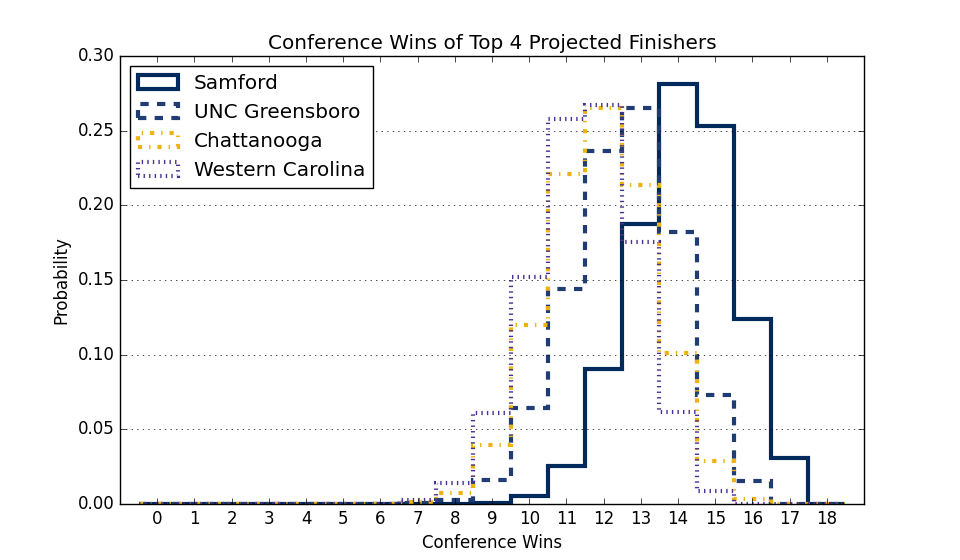 Conference Wins of Top 4 Projected Finishers
Samford
UNC Greensboro
Chattanooga
Western Carolina
Probability
0.30
0.25
0.20
0.15
0.10
0.05
0.00
0 1 2 3 4 5 6 7 8 9 10 11 12 13 14 15 16 17 18
Conference Wins